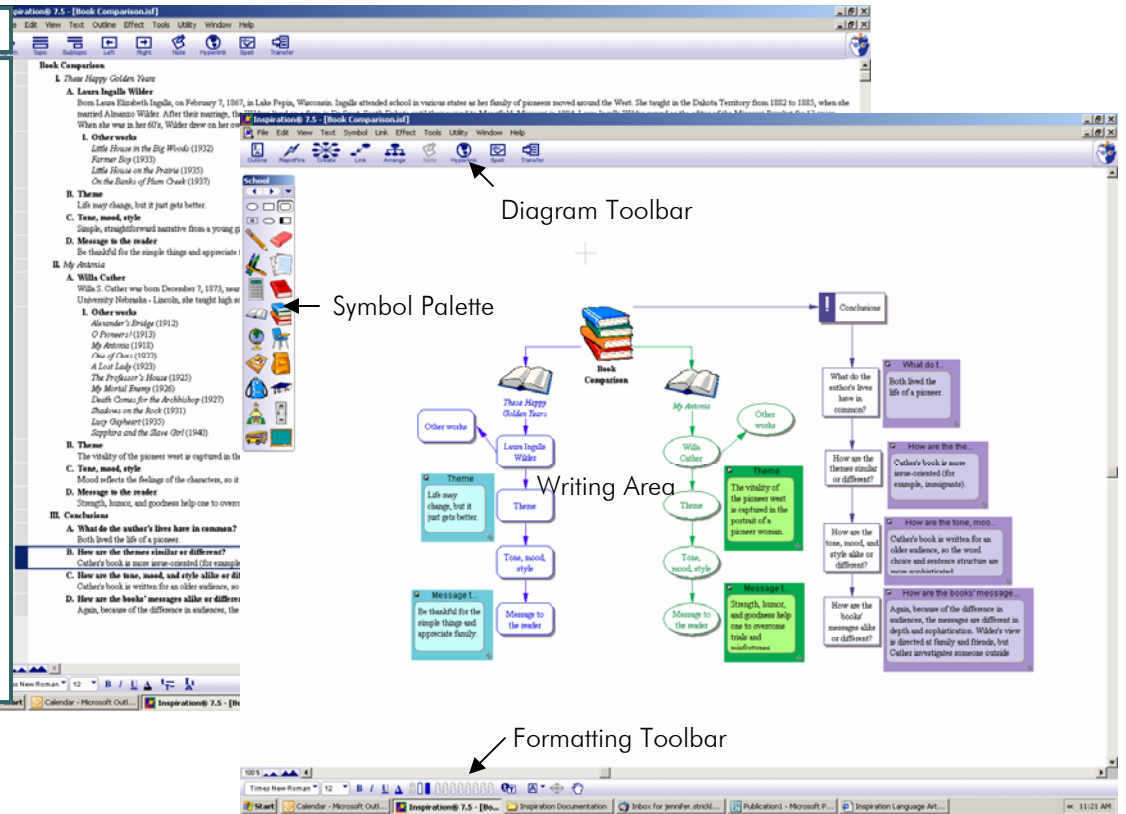 piration® 7.5 - [Book Comparison.isf]
Edit View Text Outline Effect Tools Utility Window Help
Topic Subtopic Left Right Note Hyperlink Spell Transfer
Book Comparison
I. These Happy Golden Years
A. Laura Ingalls Wilder
Born Laura Elizabeth Ingalls, on February 7, 1867, in Lake Pepin, Wisconsin. Ingalls attended school in various states as her family of pioneers moved around the West. She taught in the Dakota Territory from 1882 to 1885, when she
married Almanzo Wilder. After their marriage, th
When she was in her 60's, Wilder drew on her ow
1. Other works
Little House in the Big Woods (1932)
Farmer Boy (1933)
Little House on the Prairie (1935)
On the Banks of Plum Creek (1937)
B. Theme
Life may change, but it just gets better.
C. Tone, mood, style
Simple, straightforward narrative from a young gi
D. Message to the reader
Be thankful for the simple things and appreciate
II. My Antonia
A. Willa Cather
Willa S. Cather was born December 7, 1873, near
University Nebraska - Lincoln, she taught high sc
1. Other works
Alexander's Bridge (1912)
O Pioneers! (1913)
My Antonia (1918)
One of Ours (1922)
A Lost Lady (1923)
The Professor's House (1925)
My Mortal Enemy (1926)
Death Comes for the Archbishop (1927)
Shadows on the Rock (1931)
Lucy Gayheart (1935)
Sapphira and the Slave Girl (1940)
B. Theme
The vitality of the pioneer west is captured in the
C. Tone, mood, style
Mood reflects the feelings of the characters, so it
D. Message to the reader
Strength, humor, and goodness help one to overco
III. Conclusions
A. What do the author's lives have in common?
Both lived the life of a pioneer.
B. How are the themes similar or different?
Cather's book is more issue-oriented (for example
C. How are the tone, mood, and style alike or dif
Cather's book is written for an older audience, so
D. How are the books' messages alike or differen
Again, because of the difference in audiences, the
New Roman 12 B I U A
Start Calendar - Microsoft Outl... Inspiration® 7.5 - [B
Inspiration® 7.5 - [Book Comparison.isf]
File Edit View Text Symbol Link Effect Tools Utility Window Help
Outline RapidFire Create Link Arrange Note Hyperlink Spell Transfer
Diagram Toolbar
School
Symbol Palette
Book
Comparison
Conclusions
These Happy
Golden Years
Other works
Laura Ingalls
Wilder
Theme
Life may
change, but it
just gets better.
Theme
Tone, mood,
style
Message t...
Be thankful for the
simple things and
appreciate family.
Message to
the reader
Writing Area
My Antonia
Other
works
Willa
Cather
Theme
Theme
The vitality of
the pioneer west
is captured in the
portrait of a
pioneer woman.
Tone,
mood, style
Message to
the reader
Message t...
Strength, humor,
and goodness help
one to overcome
trials and
misfortunes
What do the
author's lives
have in
common?
What do t...
Both lived the
life of a pioneer.
How are the
themes similar
or different?
How are the the...
Cather's book is more
issue-oriented (for
example, immigrants).
How are the
tone, mood, and
style alike or
different?
How are the tone, moo...
Cather's book is written for an
older audience, so the word
choice and sentence structure are
more sophisticated
How are the
books'
messages alike
or different?
How are the books' message...
Again, because of the difference in
audiences, the messages are different in
depth and sophistication. Wilder's view
is directed at family and friends, but
Cather investigates someone outside
Formatting Toolbar
100%
Times New Roman 12 B I U A
Start Calendar - Microsoft Outl... Inspiration® 7.5 - [Bo... Inspiration Documentation Inbox for jennifer.strickl... Publication1 - Microsoft P... Inspiration Language Art... 11:21 AM